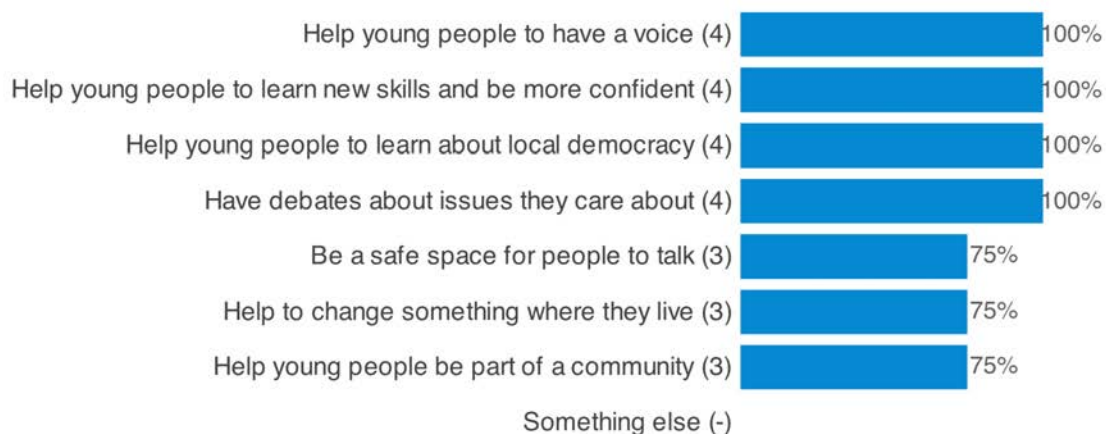 Help young people to have a voice (4) 100%
Help young people to learn new skills and be more confident (4) 100%
Help young people to learn about local democracy (4) 100%
Have debates about issues they care about (4) 100%
Be a safe space for people to talk (3) 75%
Help to change something where they live (3) 75%
Help young people be part of a community (3) 75%
Something else (-)